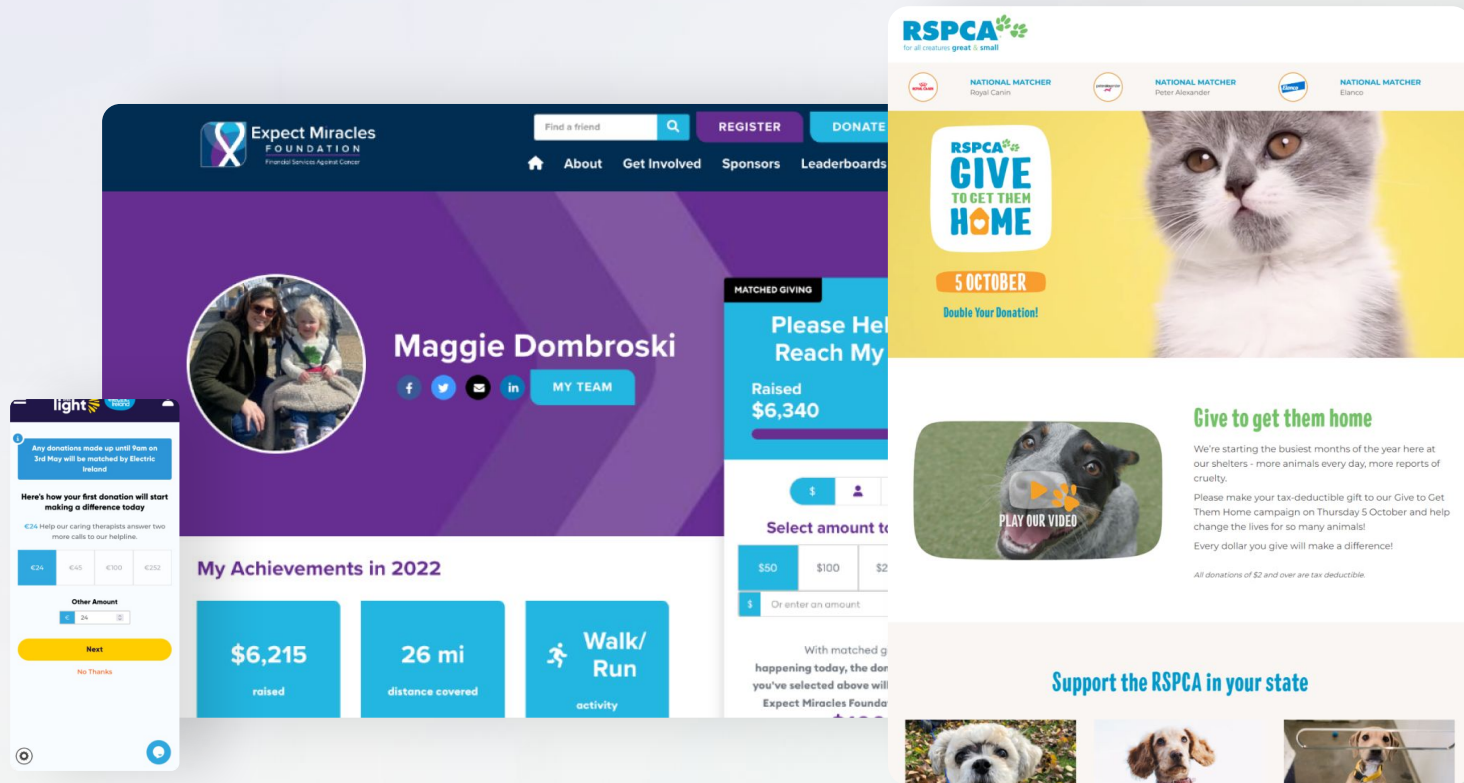 RSPCA
for all creatures great & small
NATIONAL MATCHER
Royal Canin
NATIONAL MATCHER
Peter Alexander
NATIONAL MATCHER
Elanco
RSPCA
GIVE
TO GET THEM
HOME
5 OCTOBER
Double Your Donation!
PLAY OUR VIDEO
Give to get them home
We're starting the busiest months of the year here at
our shelters - more animals every day, more reports of
cruelty.
Please make your tax-deductible gift to our Give to Get
Them Home campaign on Thursday 5 October and help
change the lives for so many animals!
Every dollar you give will make a difference!
All donations of $2 and over are tax deductible.
Support the RSPCA in your state
Expect Miracles
FOUNDATION
Financial Services Against Cancer
Find a friend
REGISTER
DONATE
About
Get Involved
Sponsors
Leaderboards
Maggie Dombroski
MY TEAM
MATCHED GIVING
Please Hel
Reach My
Raised
$6,340
$
Select amount to
$50
$100
$2
$
Or enter an amount
With matched g
happening today, the don
you've selected above will
Expect Miracles Founda
My Achievements in 2022
$6,215
raised
26 mi
distance covered
Walk/
Run
activity
light
Any donations made up until 9am on
3rd May will be matched by Electric
Ireland
Here's how your first donation will start
making a difference today
€24 Help our caring therapists answer two
more calls to our helpline.
€24
€45
€100
€252
Other Amount
€
24
Next
No Thanks